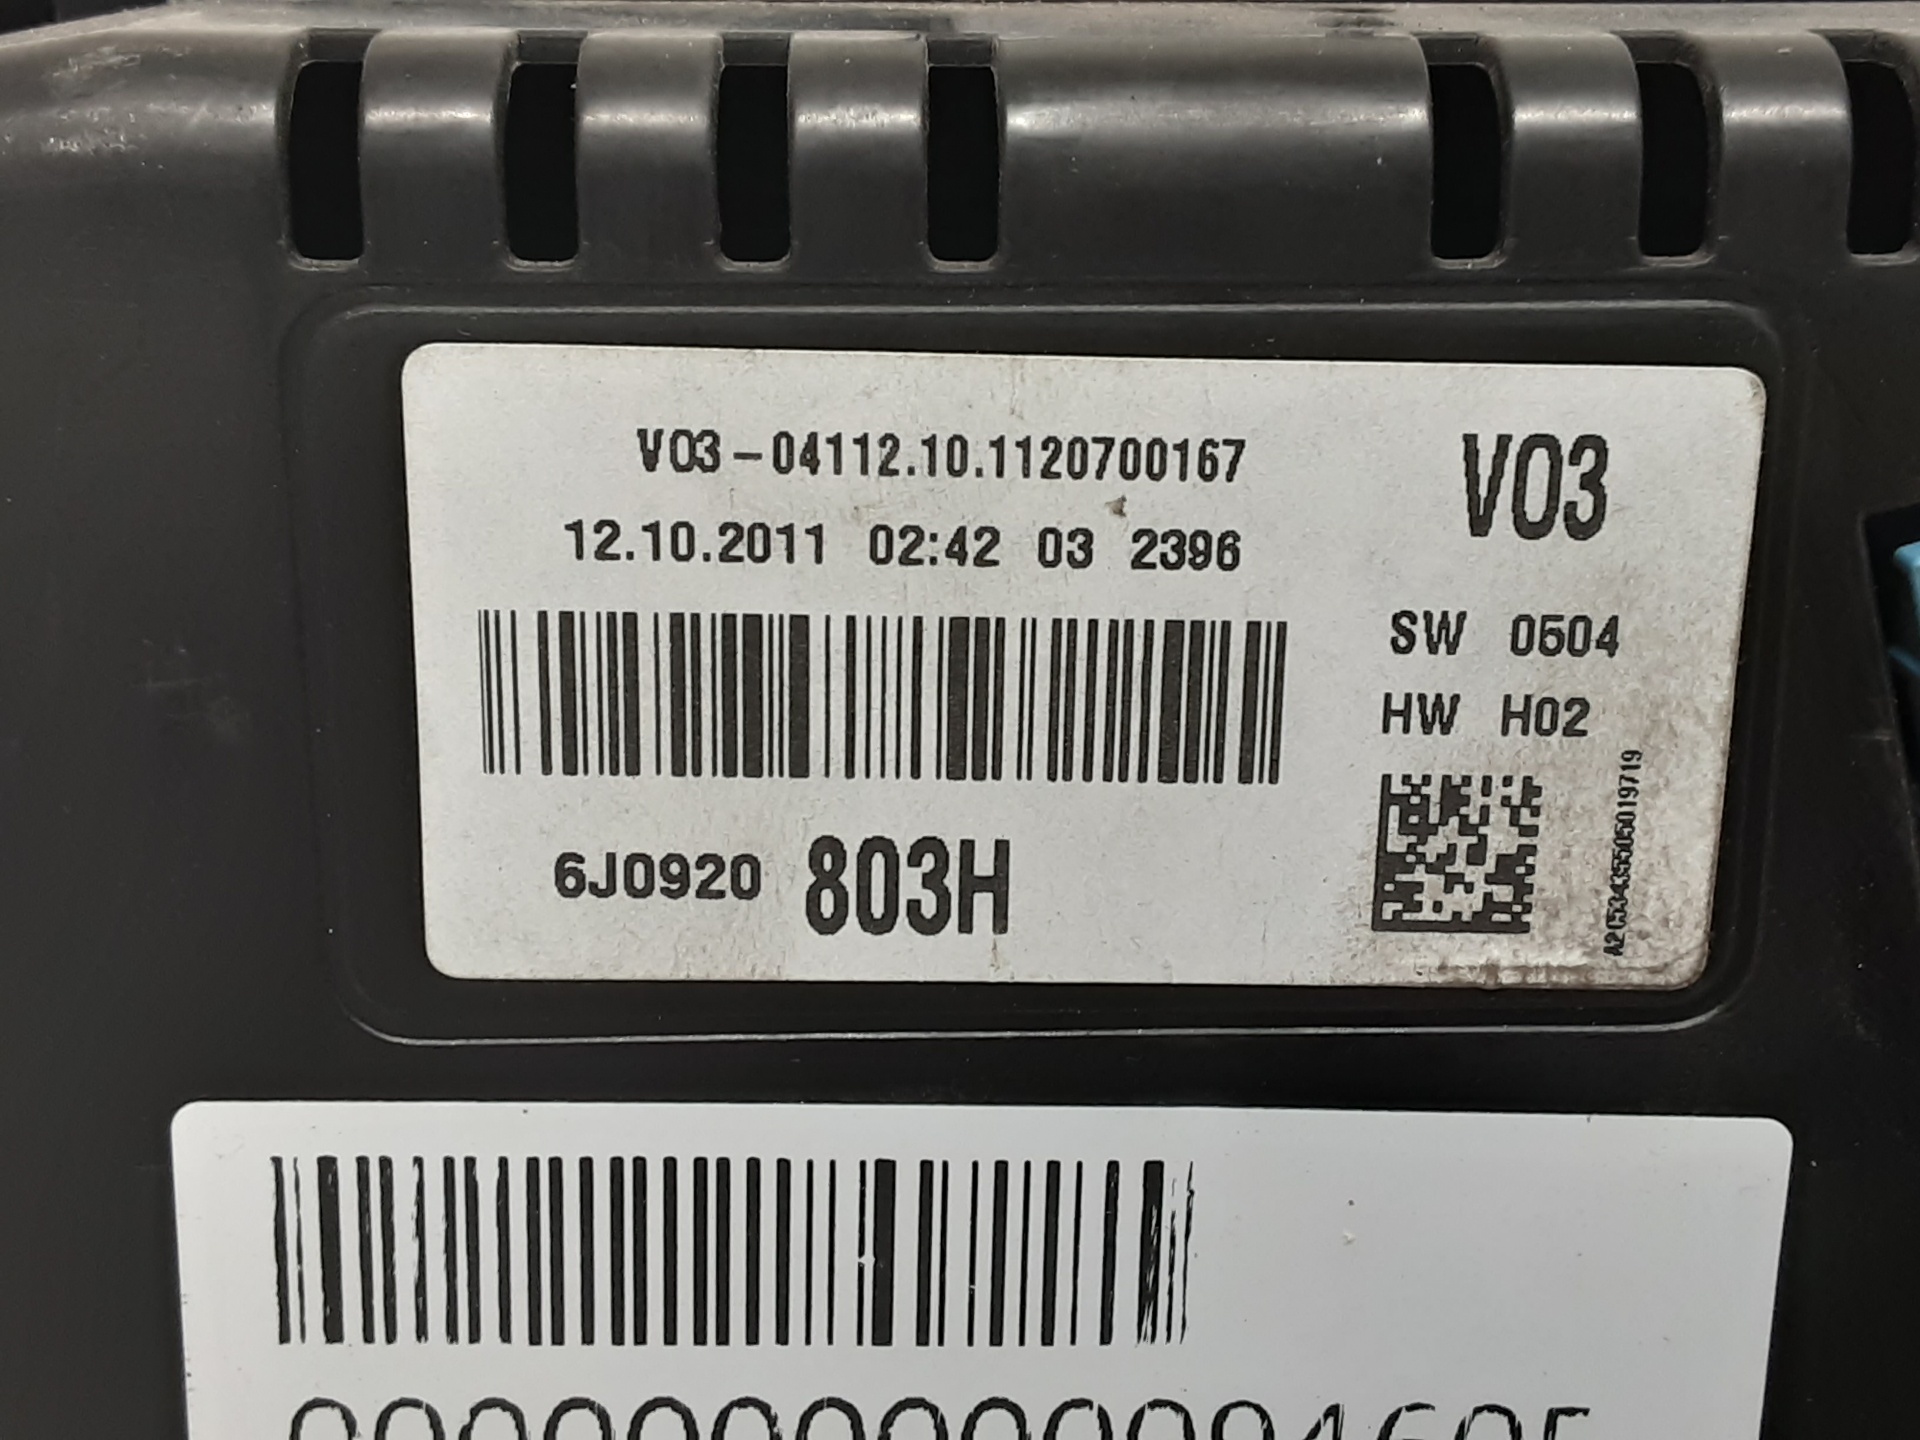 V03-04112.10.1120700167
12.10.2011 02:42 03 2396
V03
SW 0504
HW H02
6J0920 803H